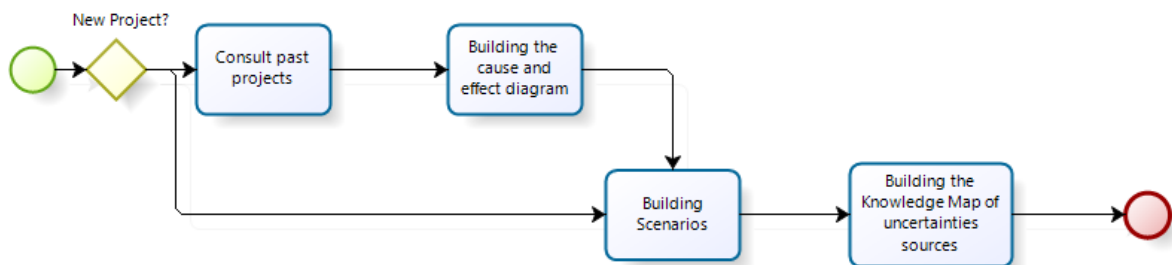 New Project?
Consult past
projects
Building the
cause and
effect diagram
Building
Scenarios
Building the
Knowledge Map of
uncertainties
sources